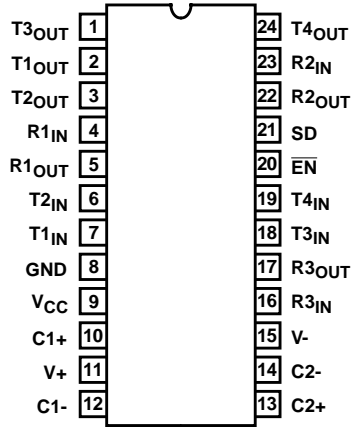 T3OUT 1 24 T4OUT
T1OUT 2 23 R2IN
T2OUT 3 22 R2OUT
R1IN 4 21 SD
R1OUT 5 20 E̅N̅
T2IN 6 19 T4IN
T1IN 7 18 T3IN
GND 8 17 R3OUT
VCC 9 16 R3IN
C1+ 10 15 V-
V+ 11 14 C2-
C1- 12 13 C2+